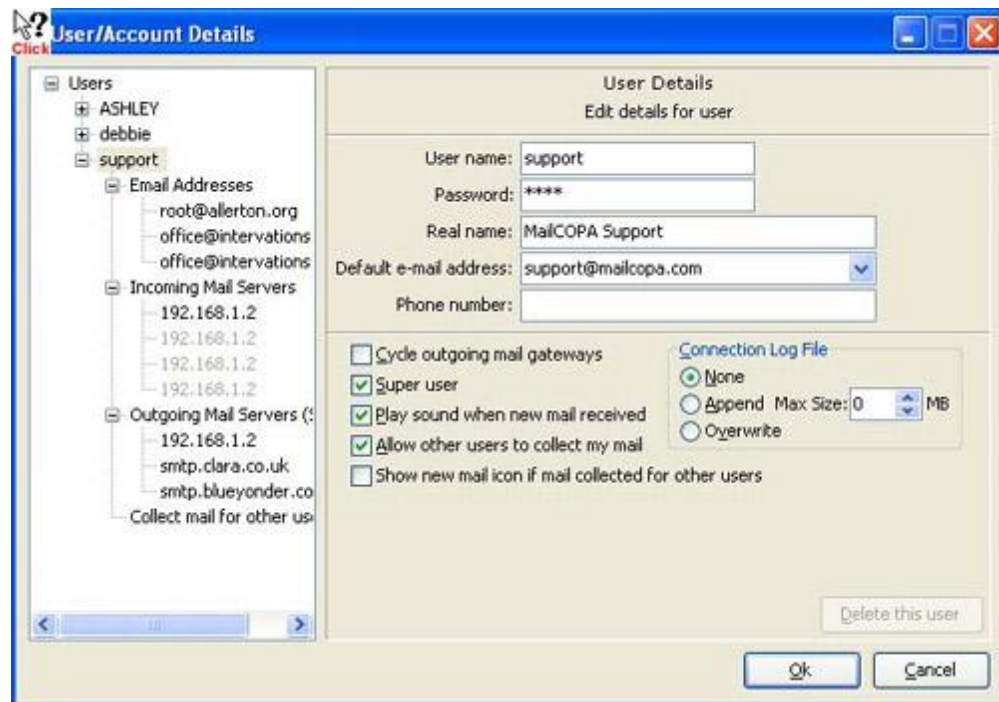 ?
Click
User/Account Details
Users
ASHLEY
debbie
support
Email Addresses
root@allerton.org
office@intervations
office@intervations
Incoming Mail Servers
192.168.1.2
192.168.1.2
192.168.1.2
192.168.1.2
Outgoing Mail Servers (
192.168.1.2
smtp.clara.co.uk
smtp.blueyonder.co
Collect mail for other us
User Details
Edit details for user
User name: support
Password: ****
Real name: MailCOPA Support
Default e-mail address: support@mailcopa.com
Phone number:
Cycle outgoing mail gateways
Super user
Play sound when new mail received
Allow other users to collect my mail
Show new mail icon if mail collected for other users
Connection Log File
None
Append Max Size: 0 MB
Overwrite
Delete this user
Ok
Cancel